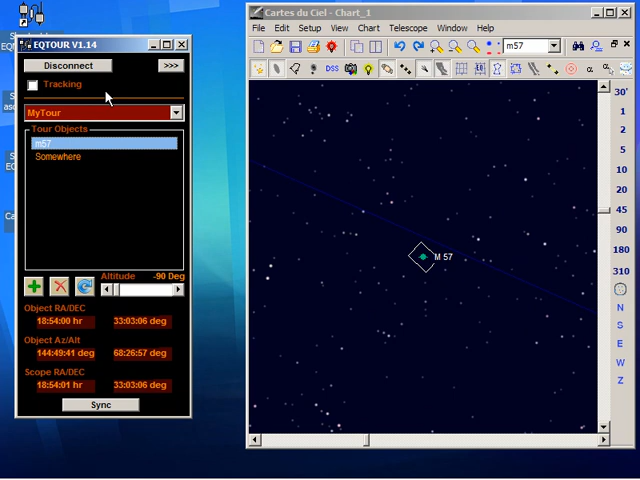 EQTOUR V1.14
Disconnect
>>>
Tracking
MyTour
Tour Objects
m57
Somewhere
Altitude -90 Deg
Object RA/DEC
18:54:00 hr 33:03:06 deg
Object Az/Alt
144:49:41 deg 68:26:57 deg
Scope RA/DEC
18:54:01 hr 33:03:06 deg
Sync
Cartes du Ciel - Chart_1
File Edit Setup View Chart Telescope Window Help
m57
DSS
M 57
30'
1
2
5
10
20
45
90
180
310
N
S
E
W
Z